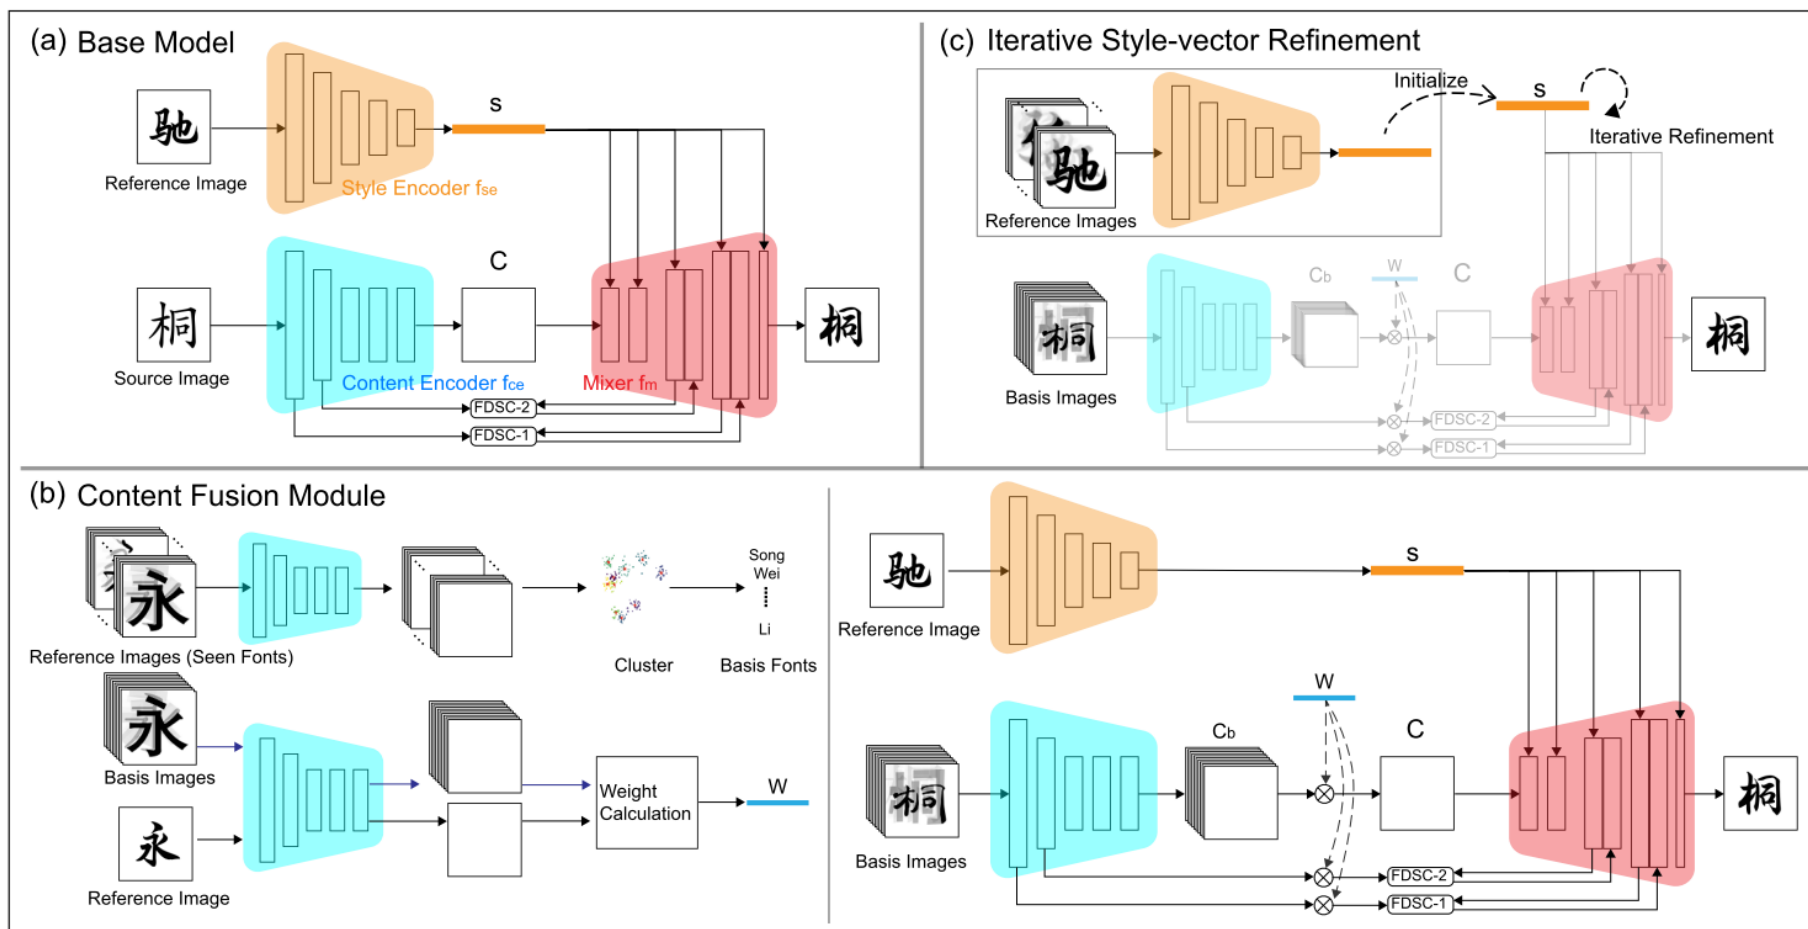 (a) Base Model
驰
Reference Image
s
Style Encoder fse
桐
Source Image
C
Content Encoder fce
Mixer fm
桐
FDSC-2
FDSC-1
(c) Iterative Style-vector Refinement
驰
Reference Images
Initialize
s
Iterative Refinement
桐
Basis Images
Cb
w
C
桐
FDSC-2
FDSC-1
(b) Content Fusion Module
永
Reference Images (Seen Fonts)
Cluster
Song
Wei
Li
Basis Fonts
永
Basis Images
永
Reference Image
Weight
Calculation
W
驰
Reference Image
s
桐
Basis Images
Cb
W
C
桐
FDSC-2
FDSC-1